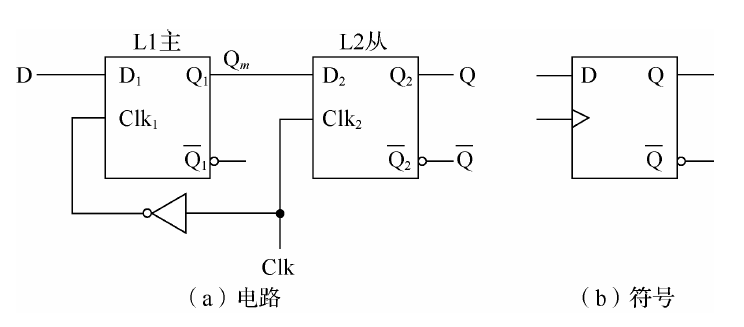 L1主
L2从
D
D₁
Q₁
Qₘ
D₂
Q₂
Q
D
Q
Clk₁
Clk₂
Q̅₁
Q̅₂
Q̅
Q̅
Clk
（a）电路
（b）符号